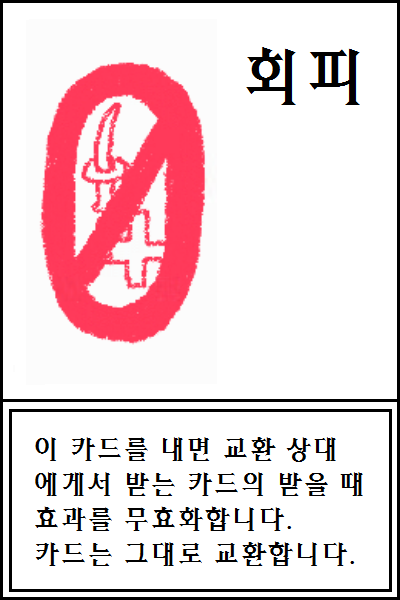 회피
이 카드를 내면 교환 상대
에게서 받는 카드의 받을 때
효과를 무효화합니다.
카드는 그대로 교환합니다.